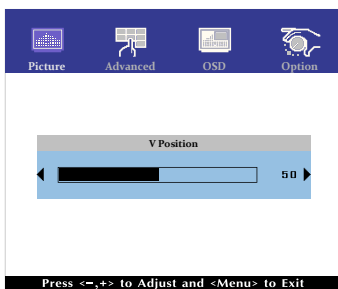 Picture Advanced OSD Option
V Position
50
Press <-,+> to Adjust and <Menu> to Exit